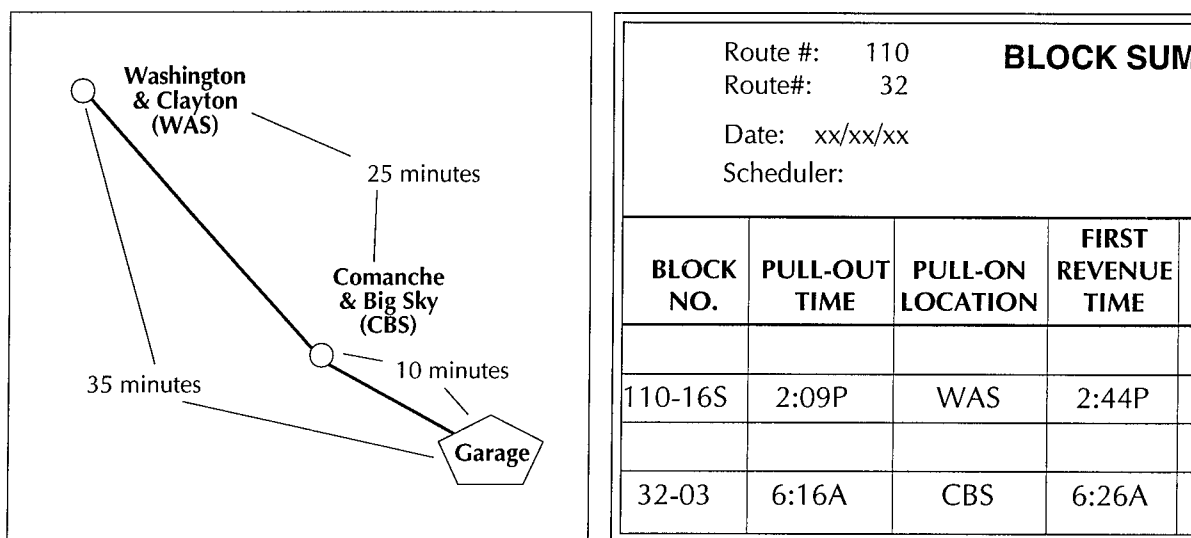 Washington
& Clayton
(WAS)
25 minutes
Comanche
& Big Sky
(CBS)
10 minutes
35 minutes
Garage
Route #: 110
Route#: 32
BLOCK SUM
Date: xx/xx/xx
Scheduler:
BLOCK NO.
PULL-OUT TIME
PULL-ON LOCATION
FIRST REVENUE TIME
110-16S 2:09P WAS 2:44P
32-03 6:16A CBS 6:26A